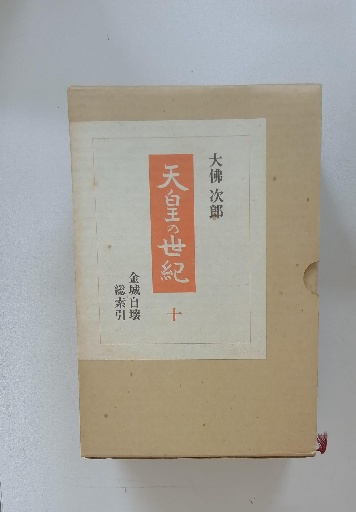 大佛次郎
天皇の世紀
十
金城自壊
総索引